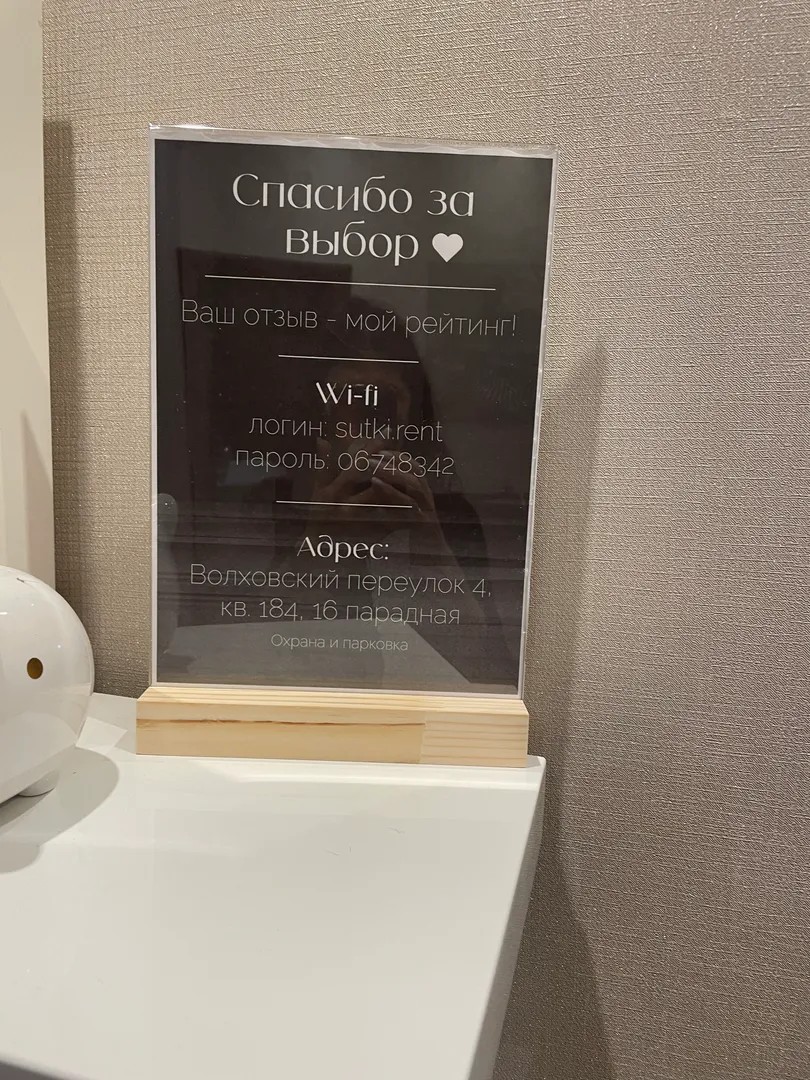 Спасибо за
выбор ♥
Ваш отзыв - мой рейтинг!
Wi-fi
логин: sutki.rent
пароль: 06748342
Адрес:
Волховский переулок 4,
кв. 184, 16 парадная
Охрана и парковка